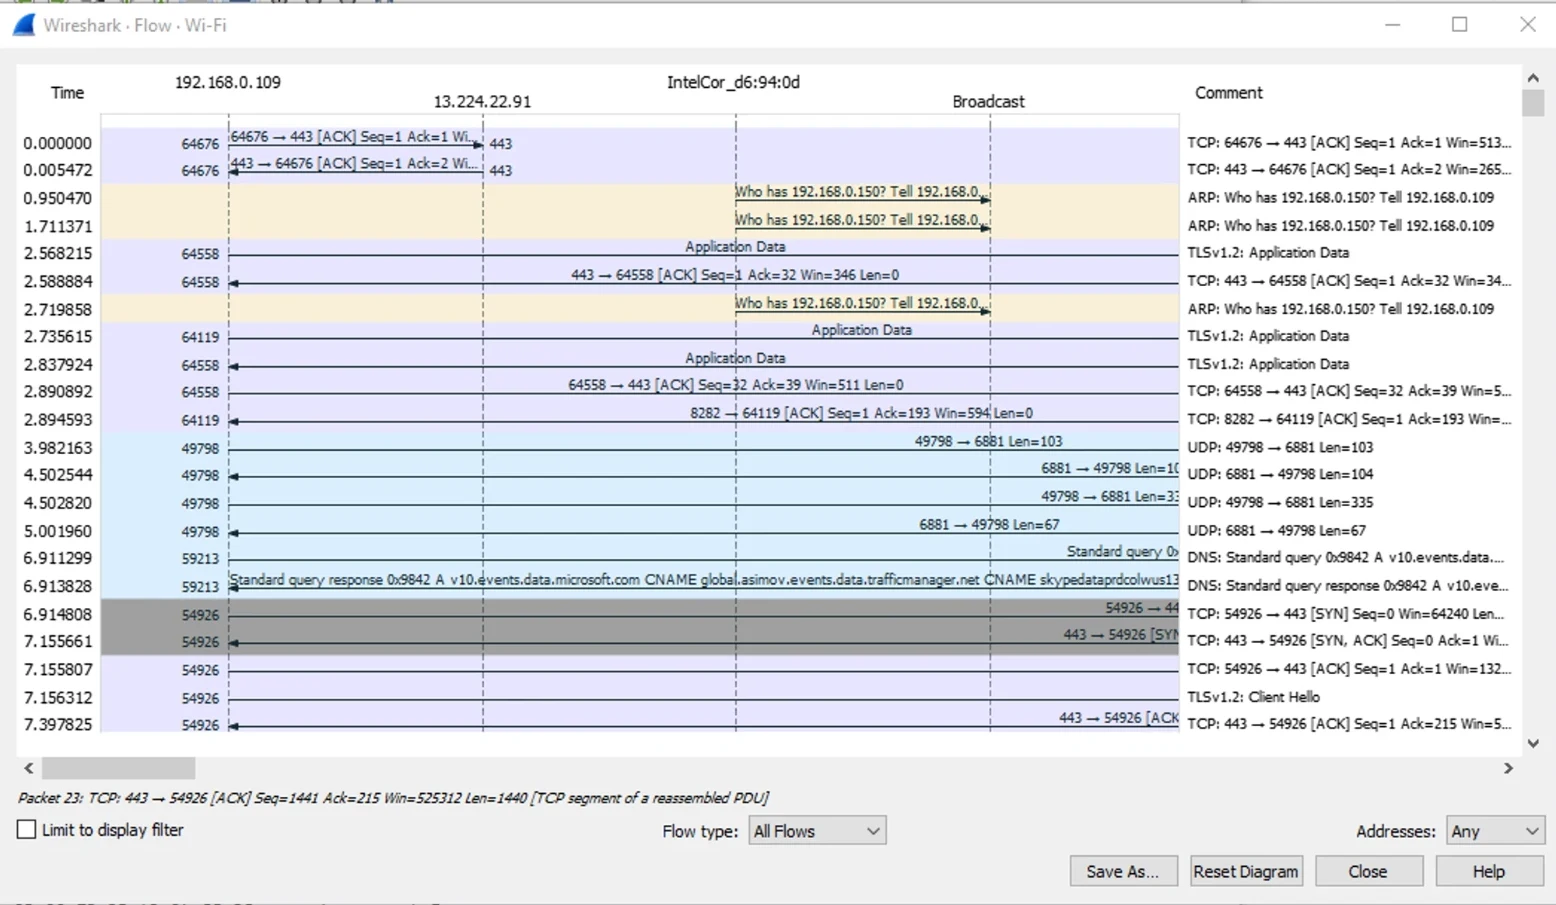 Wireshark · Flow · Wi-Fi
Time 192.168.0.109 13.224.22.91 IntelCor_d6:94:0d Broadcast Comment
0.000000 64676 64676 → 443 [ACK] Seq=1 Ack=1 Wi... 443 TCP: 64676 → 443 [ACK] Seq=1 Ack=1 Win=513...
0.005472 64676 443 → 64676 [ACK] Seq=1 Ack=2 Wi... 443 TCP: 443 → 64676 [ACK] Seq=1 Ack=2 Win=265...
0.950470 Who has 192.168.0.150? Tell 192.168.0... ARP: Who has 192.168.0.150? Tell 192.168.0.109
1.711371 Who has 192.168.0.150? Tell 192.168.0... ARP: Who has 192.168.0.150? Tell 192.168.0.109
2.568215 64558 Application Data TLSv1.2: Application Data
2.588884 64558 443 → 64558 [ACK] Seq=1 Ack=32 Win=346 Len=0 TCP: 443 → 64558 [ACK] Seq=1 Ack=32 Win=34...
2.719858 Who has 192.168.0.150? Tell 192.168.0... ARP: Who has 192.168.0.150? Tell 192.168.0.109
2.735615 64119 Application Data TLSv1.2: Application Data
2.837924 64558 Application Data TLSv1.2: Application Data
2.890892 64558 64558 → 443 [ACK] Seq=32 Ack=39 Win=511 Len=0 TCP: 64558 → 443 [ACK] Seq=32 Ack=39 Win=5...
2.894593 64119 8282 → 64119 [ACK] Seq=1 Ack=193 Win=594 Len=0 TCP: 8282 → 64119 [ACK] Seq=1 Ack=193 Win=...
3.982163 49798 49798 → 6881 Len=103 UDP: 49798 → 6881 Len=103
4.502544 49798 6881 → 49798 Len=10 UDP: 6881 → 49798 Len=104
4.502820 49798 49798 → 6881 Len=33 UDP: 49798 → 6881 Len=335
5.001960 49798 6881 → 49798 Len=67 UDP: 6881 → 49798 Len=67
6.911299 59213 Standard query 0x DNS: Standard query 0x9842 A v10.events.data....
6.913828 59213 Standard query response 0x9842 A v10.events.data.microsoft.com CNAME global.asimov.events.data.trafficmanager.net CNAME skypedataprdcolwus13 DNS: Standard query response 0x9842 A v10.eve...
6.914808 54926 54926 → 44 TCP: 54926 → 443 [SYN] Seq=0 Win=64240 Len...
7.155661 54926 443 → 54926 [SYN TCP: 443 → 54926 [SYN, ACK] Seq=0 Ack=1 Wi...
7.155807 54926 TCP: 54926 → 443 [ACK] Seq=1 Ack=1 Win=132...
7.156312 54926 TLSv1.2: Client Hello
7.397825 54926 443 → 54926 [ACK TCP: 443 → 54926 [ACK] Seq=1 Ack=215 Win=5...
Packet 23: TCP: 443 → 54926 [ACK] Seq=1441 Ack=215 Win=525312 Len=1440 [TCP segment of a reassembled PDU]
Limit to display filter Flow type: All Flows Addresses: Any
Save As... Reset Diagram Close Help